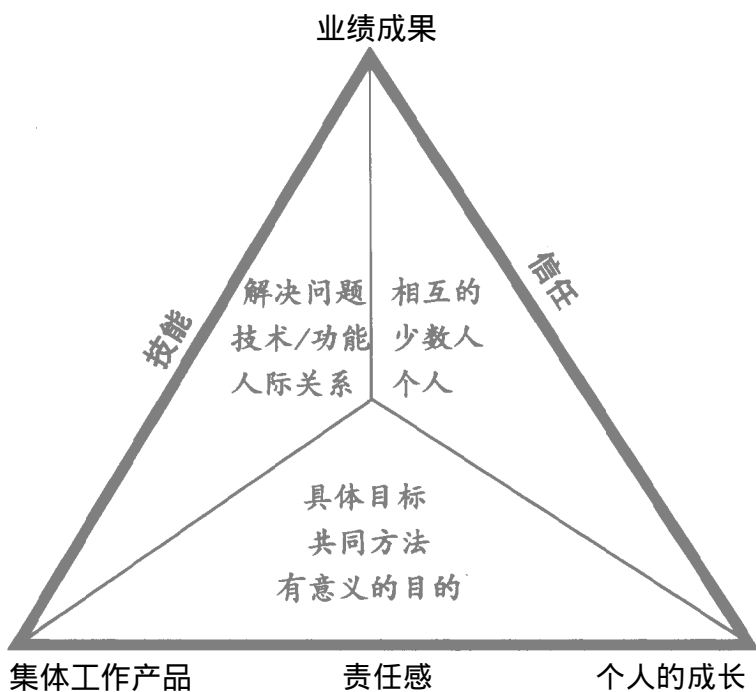 业绩成果
技能
信任
解决问题
技术/功能
人际关系
相互的
少数人
个人
具体目标
共同方法
有意义的目的
集体工作产品
责任感
个人的成长